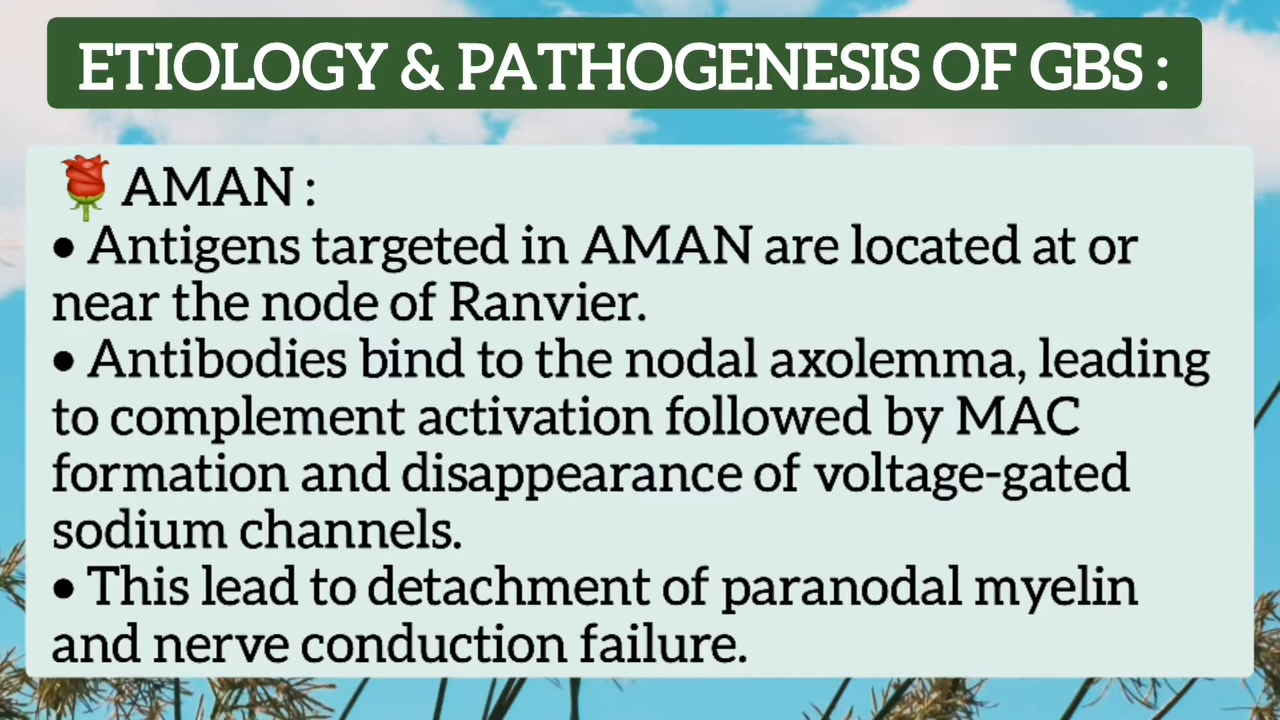 ETIOLOGY & PATHOGENESIS OF GBS :
🌹 AMAN :
• Antigens targeted in AMAN are located at or
near the node of Ranvier.
• Antibodies bind to the nodal axolemma, leading
to complement activation followed by MAC
formation and disappearance of voltage-gated
sodium channels.
• This lead to detachment of paranodal myelin
and nerve conduction failure.